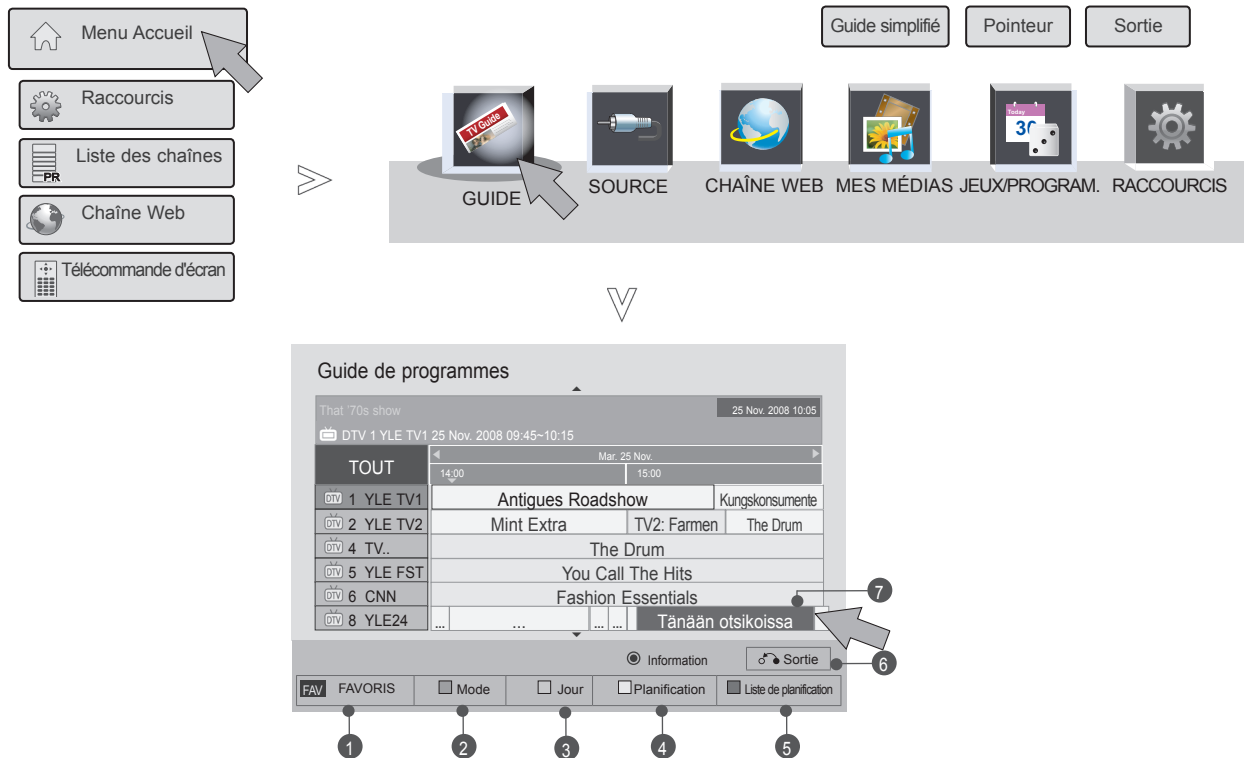 Menu Accueil
Raccourcis
Liste des chaînes
PR
Chaîne Web
Télécommande d'écran
Guide simplifié
Pointeur
Sortie
TV Guide
Today
30
GUIDE
SOURCE
CHAÎNE WEB
MES MÉDIAS
JEUX/PROGRAM.
RACCOURCIS
Guide de programmes
That '70s show
25 Nov. 2008 10:05
DTV 1 YLE TV1 25 Nov. 2008 09:45~10:15
TOUT
Mar. 25 Nov.
14:00
15:00
DTV 1 YLE TV1
Antigues Roadshow
Kungskonsumente
DTV 2 YLE TV2
Mint Extra
TV2: Farmen
The Drum
DTV 4 TV..
The Drum
DTV 5 YLE FST
You Call The Hits
DTV 6 CNN
Fashion Essentials
DTV 8 YLE24
...
...
...
...
Tänään otsikoissa
7
Information
Sortie
6
FAV FAVORIS
Mode
Jour
Planification
Liste de planification
1
2
3
4
5